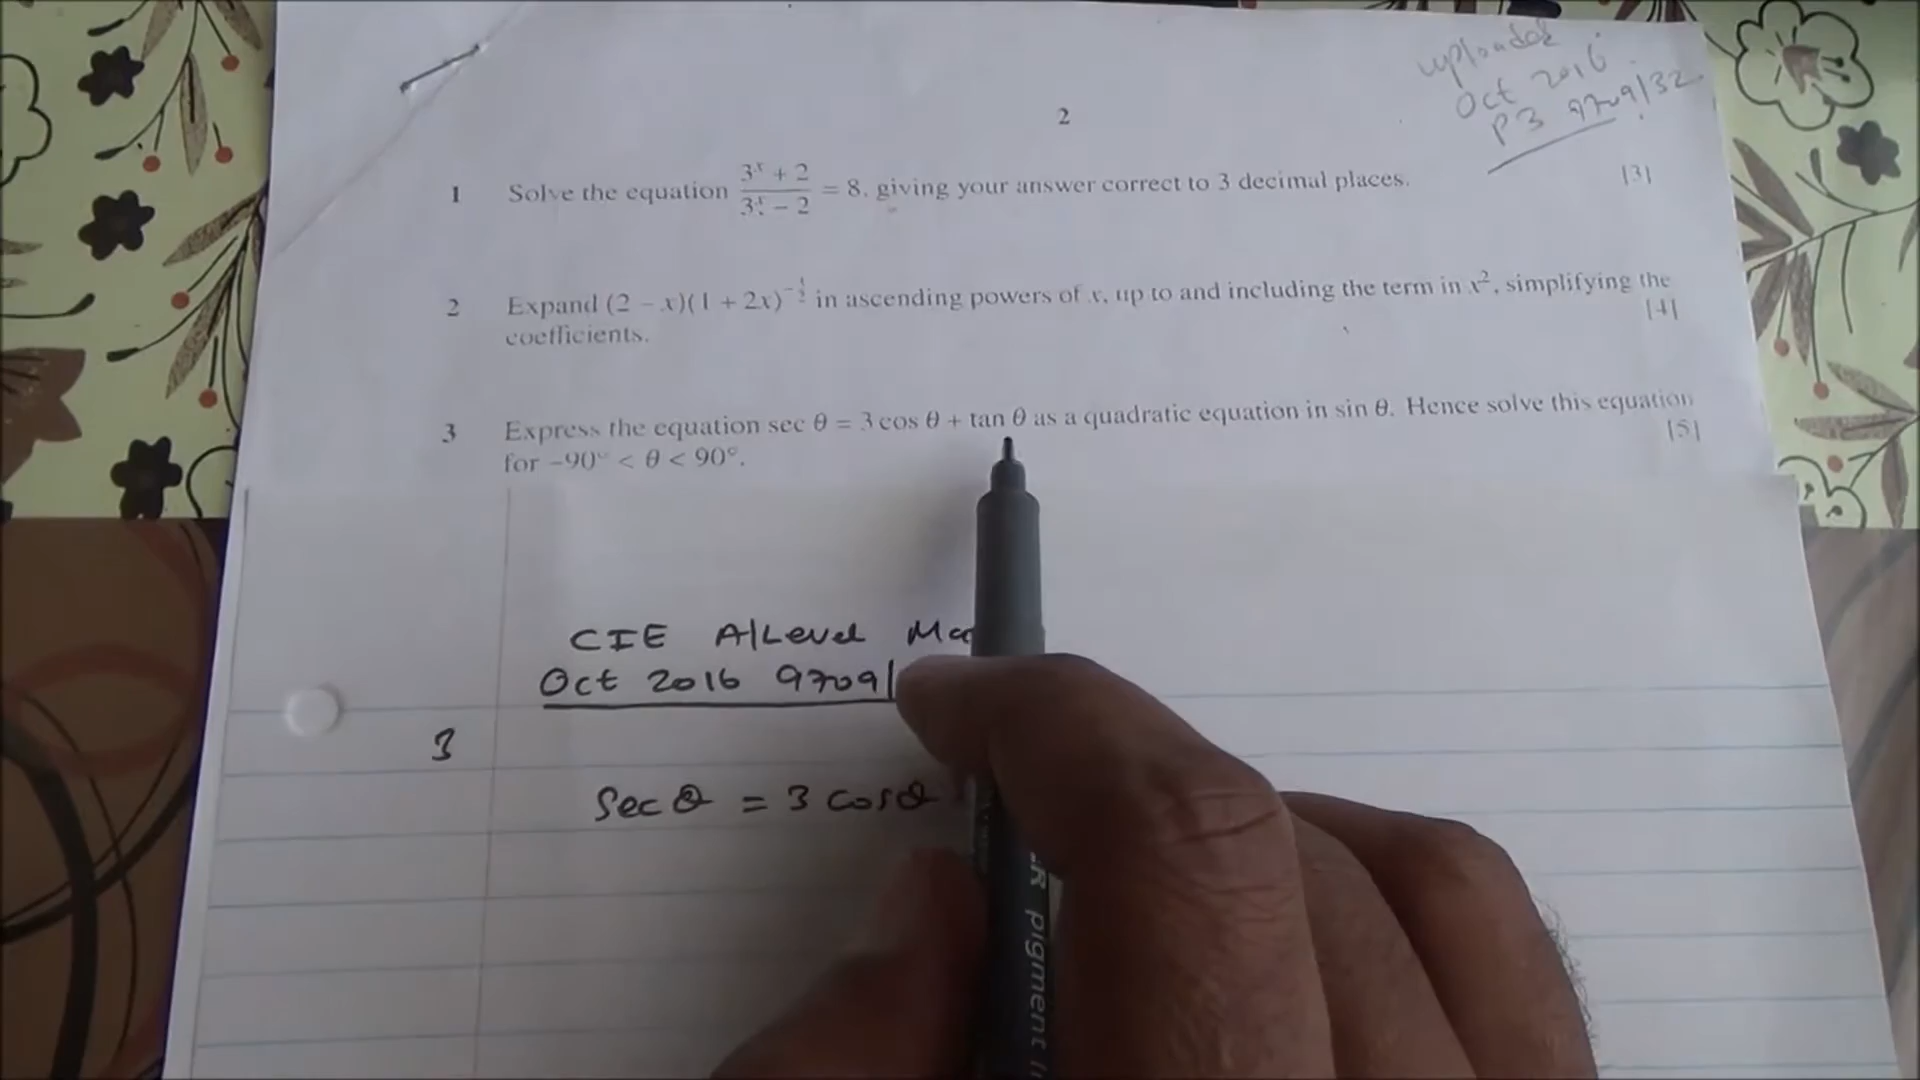 uploaded
Oct 2016
P3 9709/32
2
1 Solve the equation (3^x + 2)/(3^x − 2) = 8, giving your answer correct to 3 decimal places. [3]
2 Expand (2 − x)(1 + 2x)^(−3/2) in ascending powers of x, up to and including the term in x², simplifying the
coefficients. [4]
3 Express the equation sec θ = 3 cos θ + tan θ as a quadratic equation in sin θ. Hence solve this equation
for −90° < θ < 90°. [5]
CIE A/Level
Oct 2016 9709/
3
Sec θ = 3 cos θ